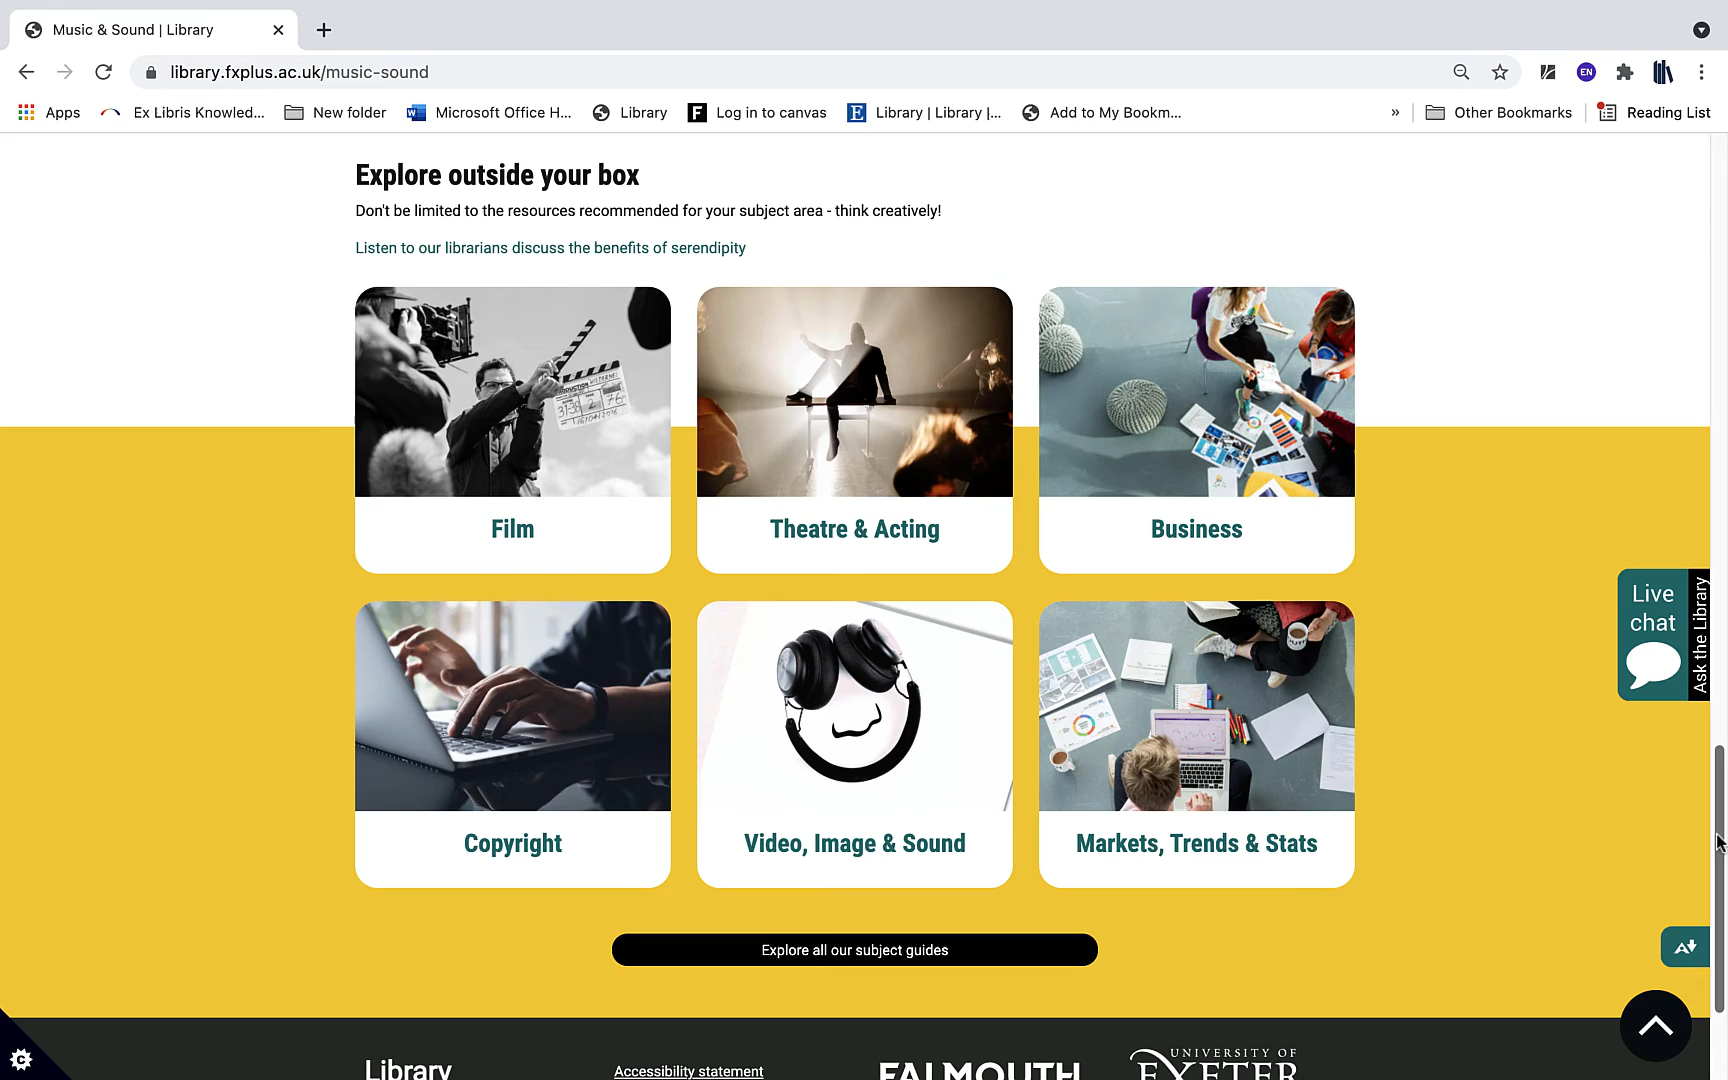 Music & Sound | Library
library.fxplus.ac.uk/music-sound
EN
Apps
Ex Libris Knowled...
New folder
Microsoft Office H...
Library
Log in to canvas
Library | Library |...
Add to My Bookm...
»
Other Bookmarks
Reading List
Explore outside your box
Don't be limited to the resources recommended for your subject area - think creatively!
Listen to our librarians discuss the benefits of serendipity
Film
Theatre & Acting
Business
Live chat
Ask the Library
Copyright
Video, Image & Sound
Markets, Trends & Stats
Explore all our subject guides
Library
Accessibility statement
FALMOUTH
UNIVERSITY OF
EXETER